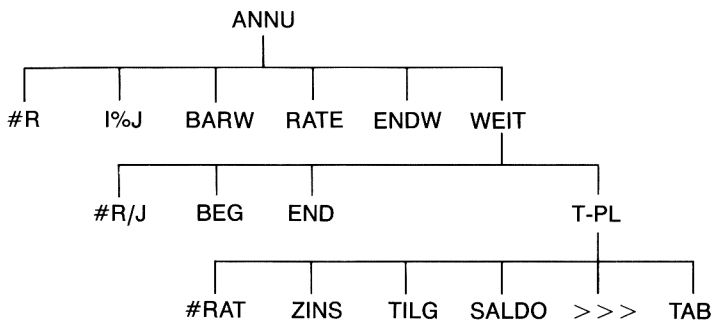 ANNU
#R I%J BARW RATE ENDW WEIT
#R/J BEG END T-PL
#RAT ZINS TILG SALDO >>> TAB